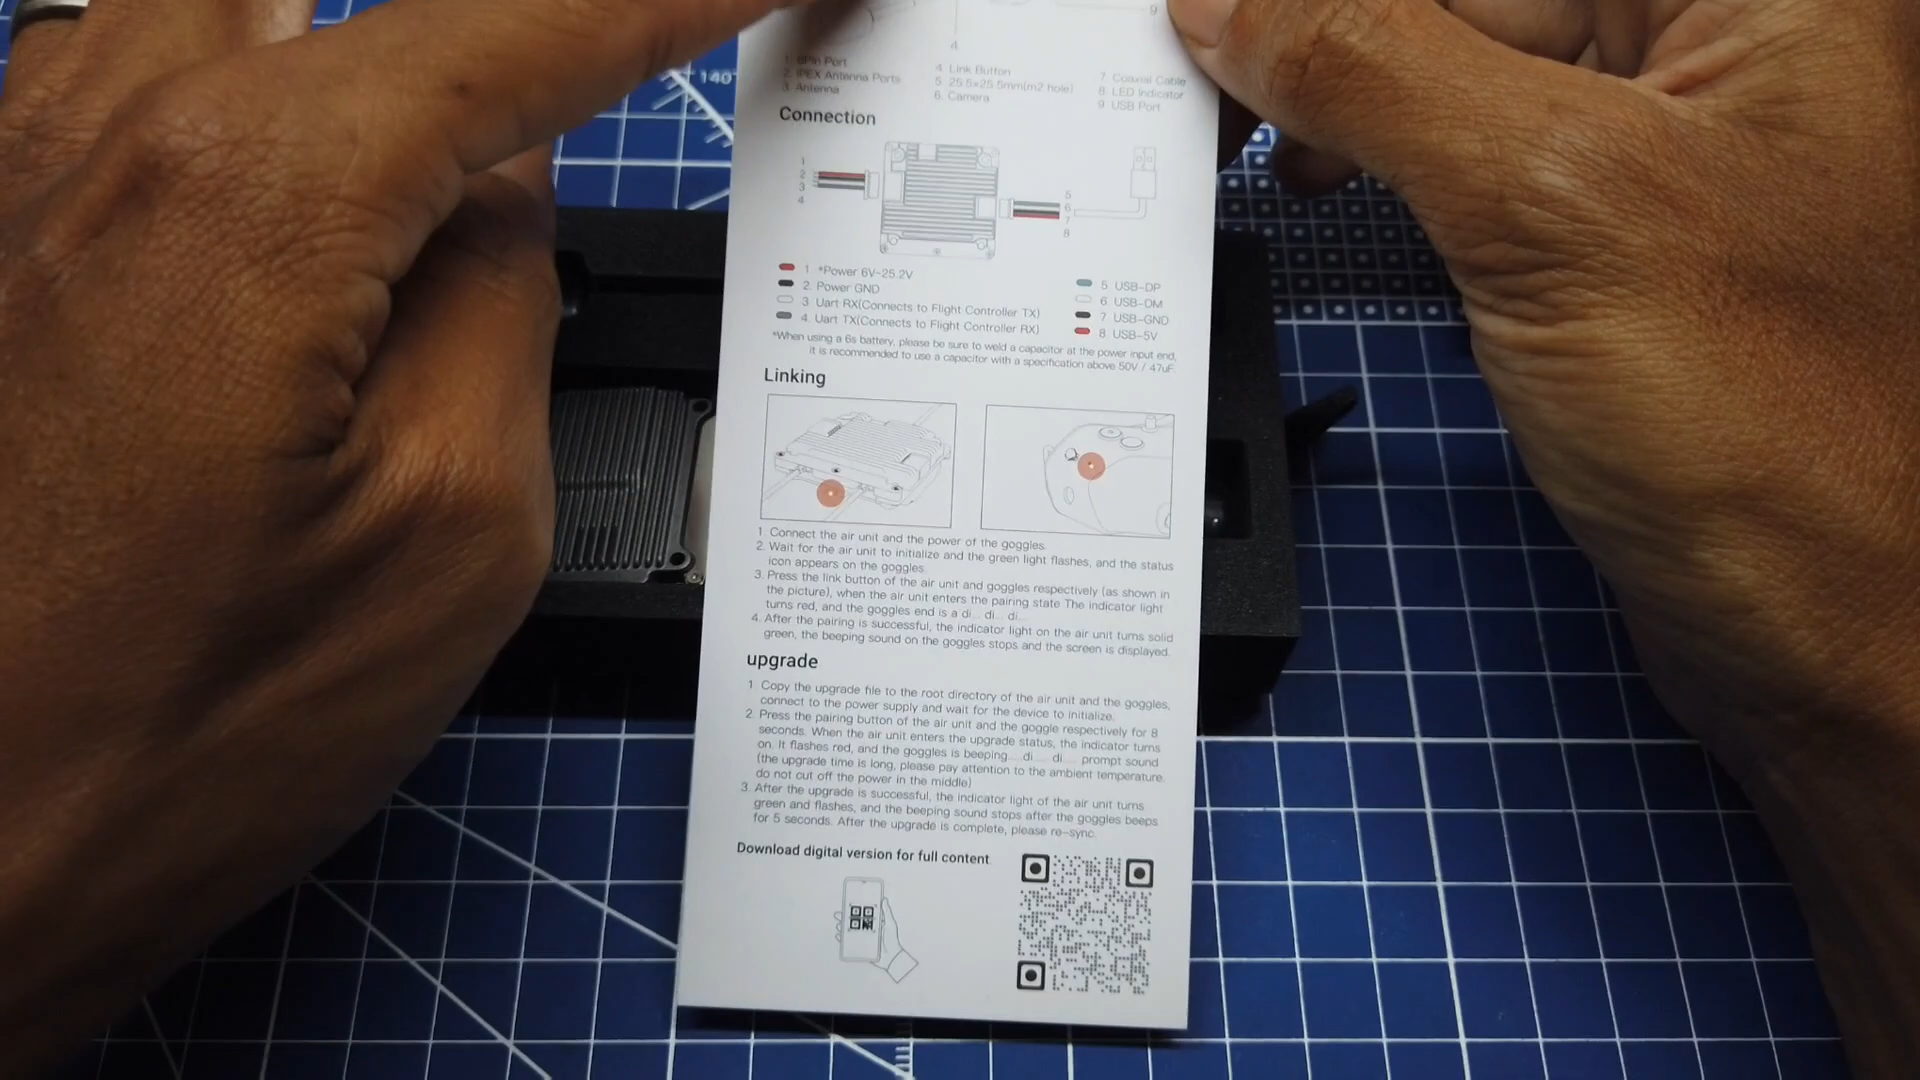 140°
9
4
1. 8Pin Port
2. IPEX Antenna Ports
3. Antenna
4. Link Button
5. 25.5×25.5mm(m2 hole)
6. Camera
7. Coaxial Cable
8. LED Indicator
9. USB Port
Connection
1
2
3
4
5
6
7
8
1. *Power 6V-25.2V
2. Power GND
3. Uart RX(Connects to Flight Controller TX)
4. Uart TX(Connects to Flight Controller RX)
5 USB-DP
6 USB-DM
7 USB-GND
8 USB-5V
*When using a 6s battery, please be sure to weld a capacitor at the power input end,
it is recommended to use a capacitor with a specification above 50V / 47uF
Linking
1. Connect the air unit and the power of the goggles.
2. Wait for the air unit to initialize and the green light flashes, and the status
icon appears on the goggles.
3. Press the link button of the air unit and goggles respectively (as shown in
the picture), when the air unit enters the pairing state The indicator light
turns red, and the goggles end is a di... di... di...
4. After the pairing is successful, the indicator light on the air unit turns solid
green, the beeping sound on the goggles stops and the screen is displayed.
upgrade
1 Copy the upgrade file to the root directory of the air unit and the goggles,
connect to the power supply and wait for the device to initialize.
2. Press the pairing button of the air unit and the goggle respectively for 8
seconds. When the air unit enters the upgrade status, the indicator turns
on. It flashes red, and the goggles is beeping... di... di... prompt sound
(the upgrade time is long, please pay attention to the ambient temperature.
do not cut off the power in the middle)
3. After the upgrade is successful, the indicator light of the air unit turns
green and flashes, and the beeping sound stops after the goggles beeps
for 5 seconds. After the upgrade is complete, please re-sync.
Download digital version for full content